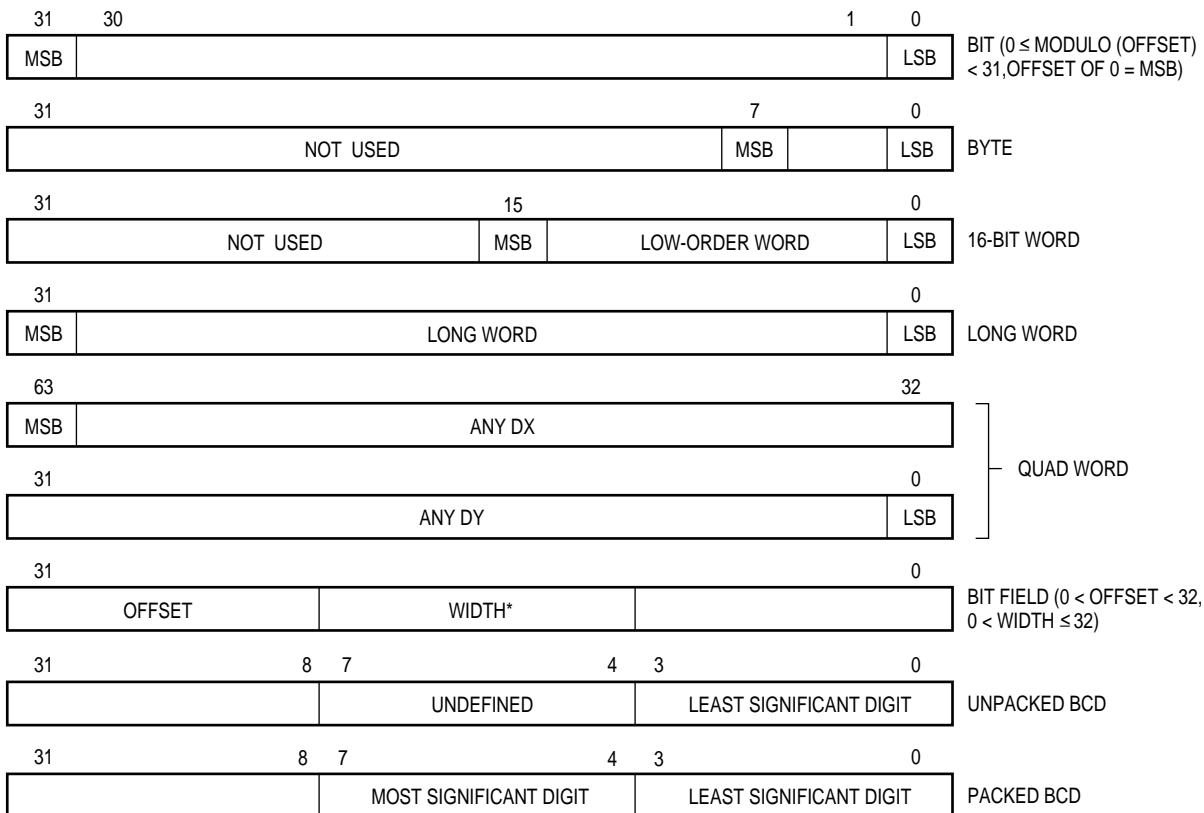 31 30 1 0
MSB LSB BIT (0 ≤ MODULO (OFFSET)
< 31,OFFSET OF 0 = MSB)
31 7 0
NOT USED MSB LSB BYTE
31 15 0
NOT USED MSB LOW-ORDER WORD LSB 16-BIT WORD
31 0
MSB LONG WORD LSB LONG WORD
63 32
MSB ANY DX
QUAD WORD
31 0
ANY DY LSB
31 0
OFFSET WIDTH* BIT FIELD (0 < OFFSET < 32,
0 < WIDTH ≤ 32)
31 8 7 4 3 0
UNDEFINED LEAST SIGNIFICANT DIGIT UNPACKED BCD
31 8 7 4 3 0
MOST SIGNIFICANT DIGIT LEAST SIGNIFICANT DIGIT PACKED BCD